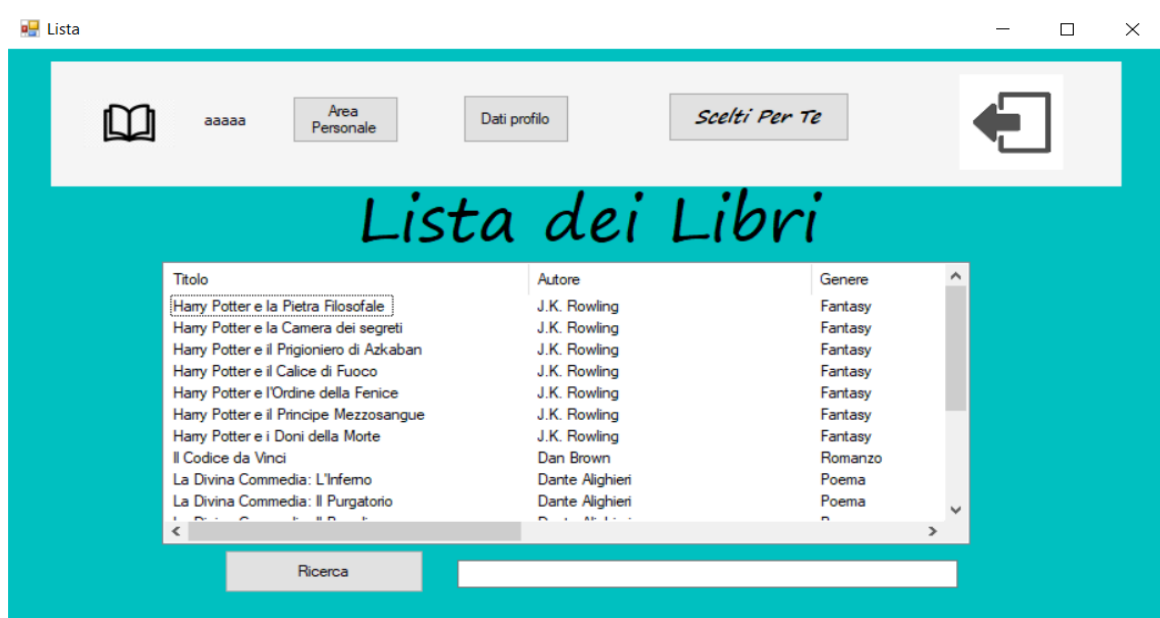 Lista
aaaaa
Area
Personale
Dati profilo
Scelti Per Te
Lista dei Libri
Titolo Autore Genere
Harry Potter e la Pietra Filosofale J.K. Rowling Fantasy
Harry Potter e la Camera dei segreti J.K. Rowling Fantasy
Harry Potter e il Prigioniero di Azkaban J.K. Rowling Fantasy
Harry Potter e il Calice di Fuoco J.K. Rowling Fantasy
Harry Potter e l'Ordine della Fenice J.K. Rowling Fantasy
Harry Potter e il Principe Mezzosangue J.K. Rowling Fantasy
Harry Potter e i Doni della Morte J.K. Rowling Fantasy
Il Codice da Vinci Dan Brown Romanzo
La Divina Commedia: L'Inferno Dante Alighieri Poema
La Divina Commedia: Il Purgatorio Dante Alighieri Poema
Ricerca